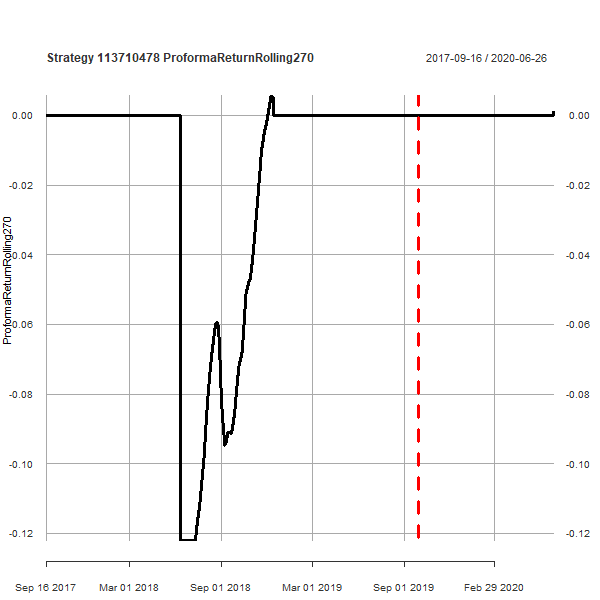 Strategy 113710478 ProformaReturnRolling270
2017-09-16 / 2020-06-26
ProformaReturnRolling270
0.00 0.00
-0.02 -0.02
-0.04 -0.04
-0.06 -0.06
-0.08 -0.08
-0.10 -0.10
-0.12 -0.12
Sep 16 2017 Mar 01 2018 Sep 01 2018 Mar 01 2019 Sep 01 2019 Feb 29 2020